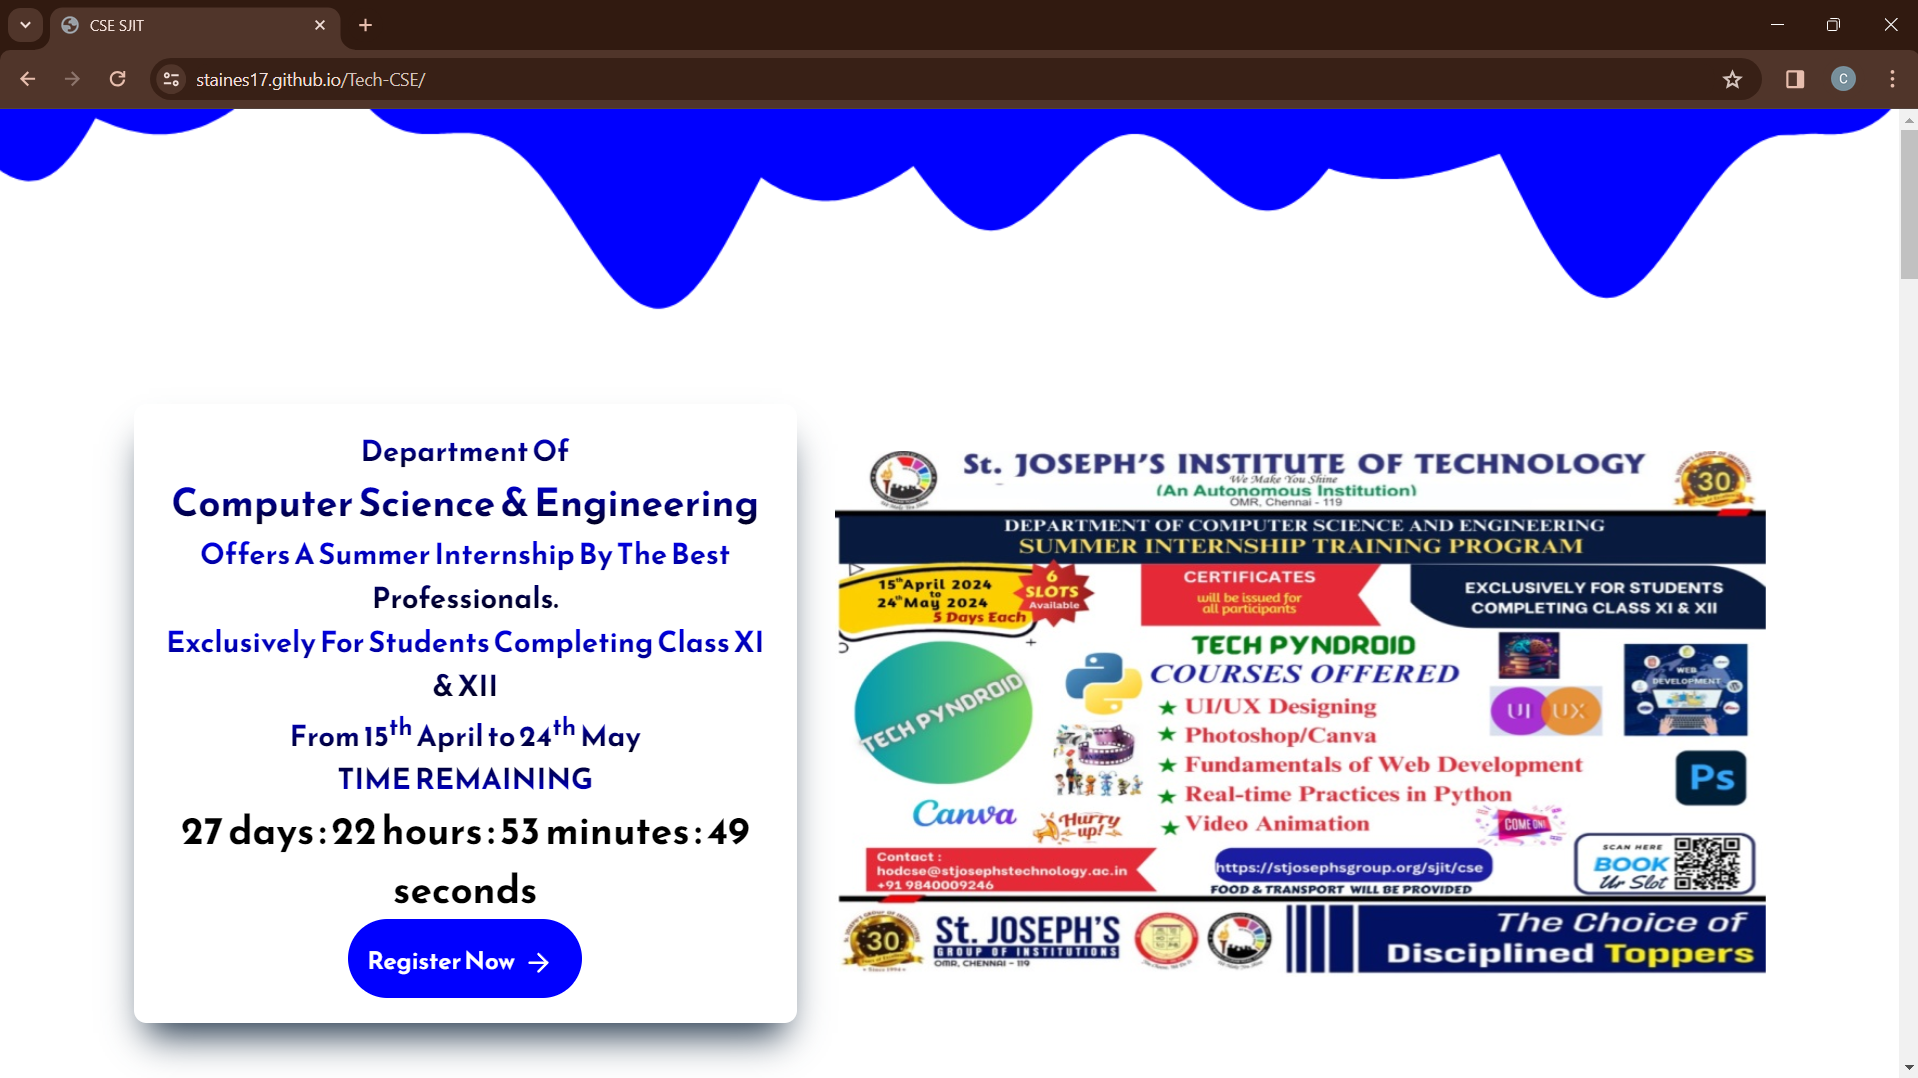 CSE SJIT
staines17.github.io/Tech-CSE/
C
Department Of
Computer Science & Engineering
Offers A Summer Internship By The Best
Professionals.
Exclusively For Students Completing Class XI
& XII
From 15th April to 24th May
TIME REMAINING
27 days : 22 hours : 53 minutes : 49
seconds
Register Now →
St. JOSEPH'S INSTITUTE OF TECHNOLOGY
We Make You Shine
(An Autonomous Institution)
OMR, Chennai - 119
30
DEPARTMENT OF COMPUTER SCIENCE AND ENGINEERING
SUMMER INTERNSHIP TRAINING PROGRAM
15th April 2024
to
24th May 2024
5 Days Each
6
SLOTS
Available
CERTIFICATES
will be issued for
all participants
EXCLUSIVELY FOR STUDENTS
COMPLETING CLASS XI & XII
TECH PYNDROID
TECH PYNDROID
COURSES OFFERED
★ UI/UX Designing
★ Photoshop/Canva
★ Fundamentals of Web Development
★ Real-time Practices in Python
★ Video Animation
UI UX
WEB
DEVELOPMENT
Ps
Canva
Hurry
up!
COME ON!
Contact :
hodcse@stjosephstechnology.ac.in
+91 9840009246
https://stjosephsgroup.org/sjit/cse
FOOD & TRANSPORT WILL BE PROVIDED
SCAN HERE
BOOK
Ur Slot
30
St. JOSEPH'S
GROUP OF INSTITUTIONS
OMR, CHENNAI - 119
The Choice of
Disciplined Toppers